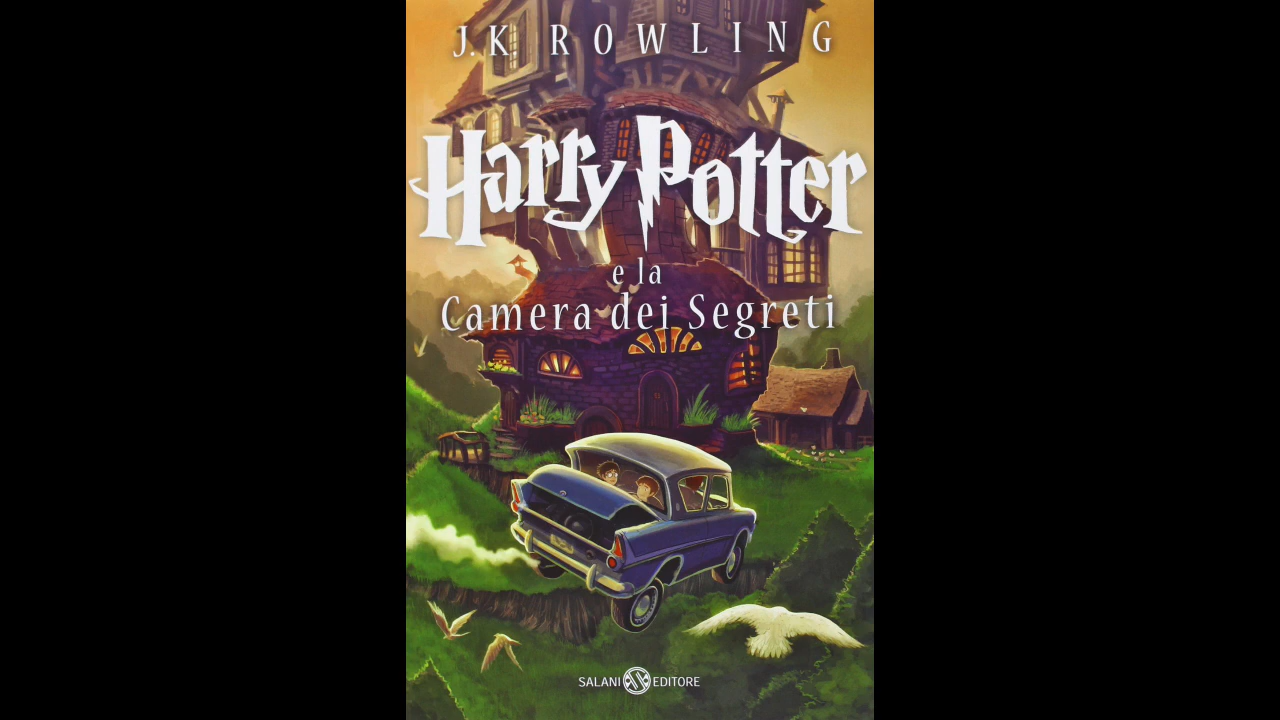 J.K. ROWLING
Harry Potter
e la
Camera dei Segreti
SALANI EDITORE